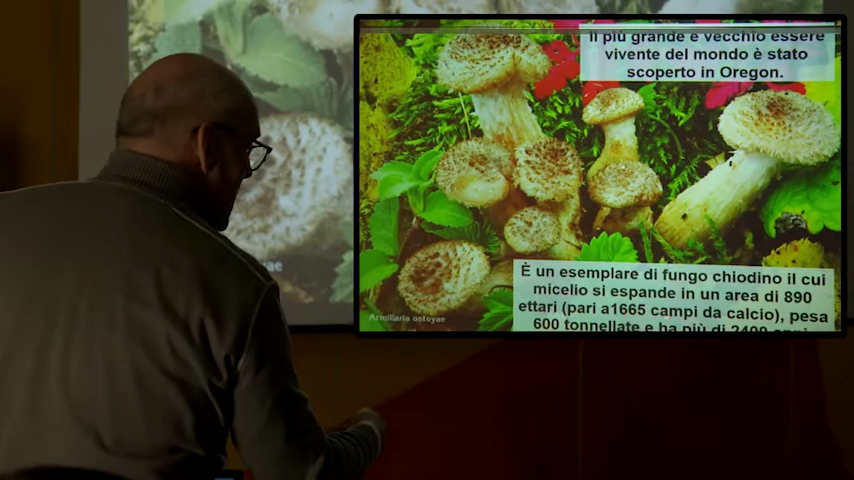 Il più grande e vecchio essere
vivente del mondo è stato
scoperto in Oregon.
È un esemplare di fungo chiodino il cui
micelio si espande in un area di 890
ettari (pari a1665 campi da calcio), pesa
600 tonnellate e ha più di 2400 anni
Armillaria ostoyae